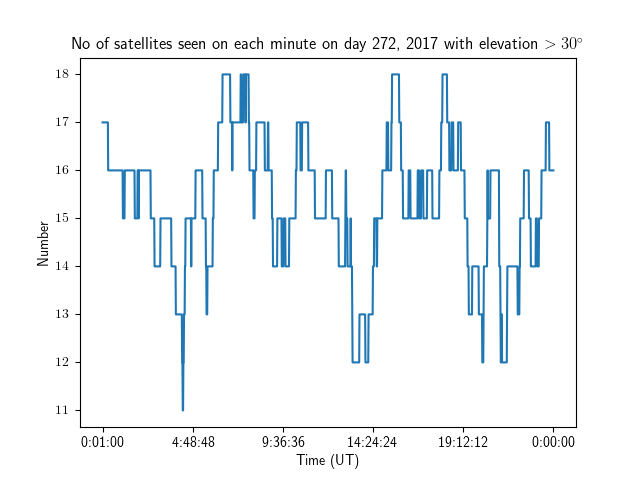 No of satellites seen on each minute on day 272, 2017 with elevation > 30°
18
17
16
15
14
13
12
11
Number
0:01:00 4:48:48 9:36:36 14:24:24 19:12:12 0:00:00
Time (UT)